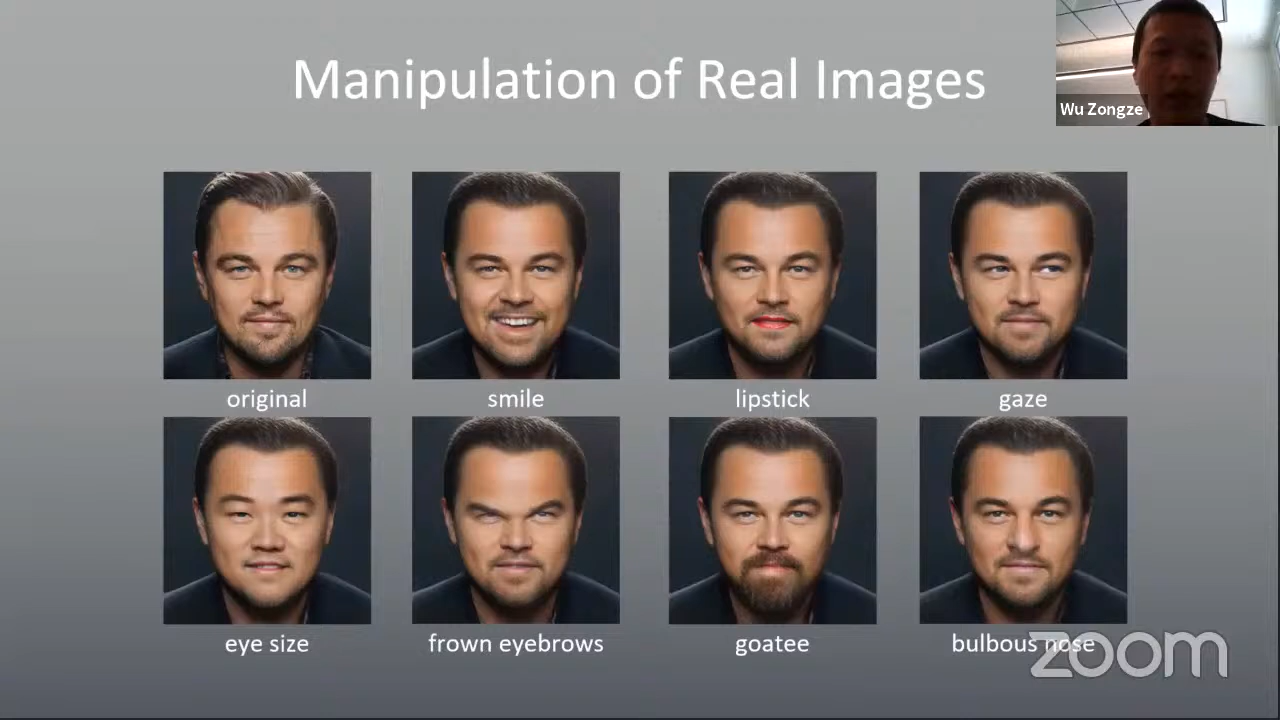 Manipulation of Real Images
Wu Zongze
original
smile
lipstick
gaze
eye size
frown eyebrows
goatee
bulbous nose
zoom